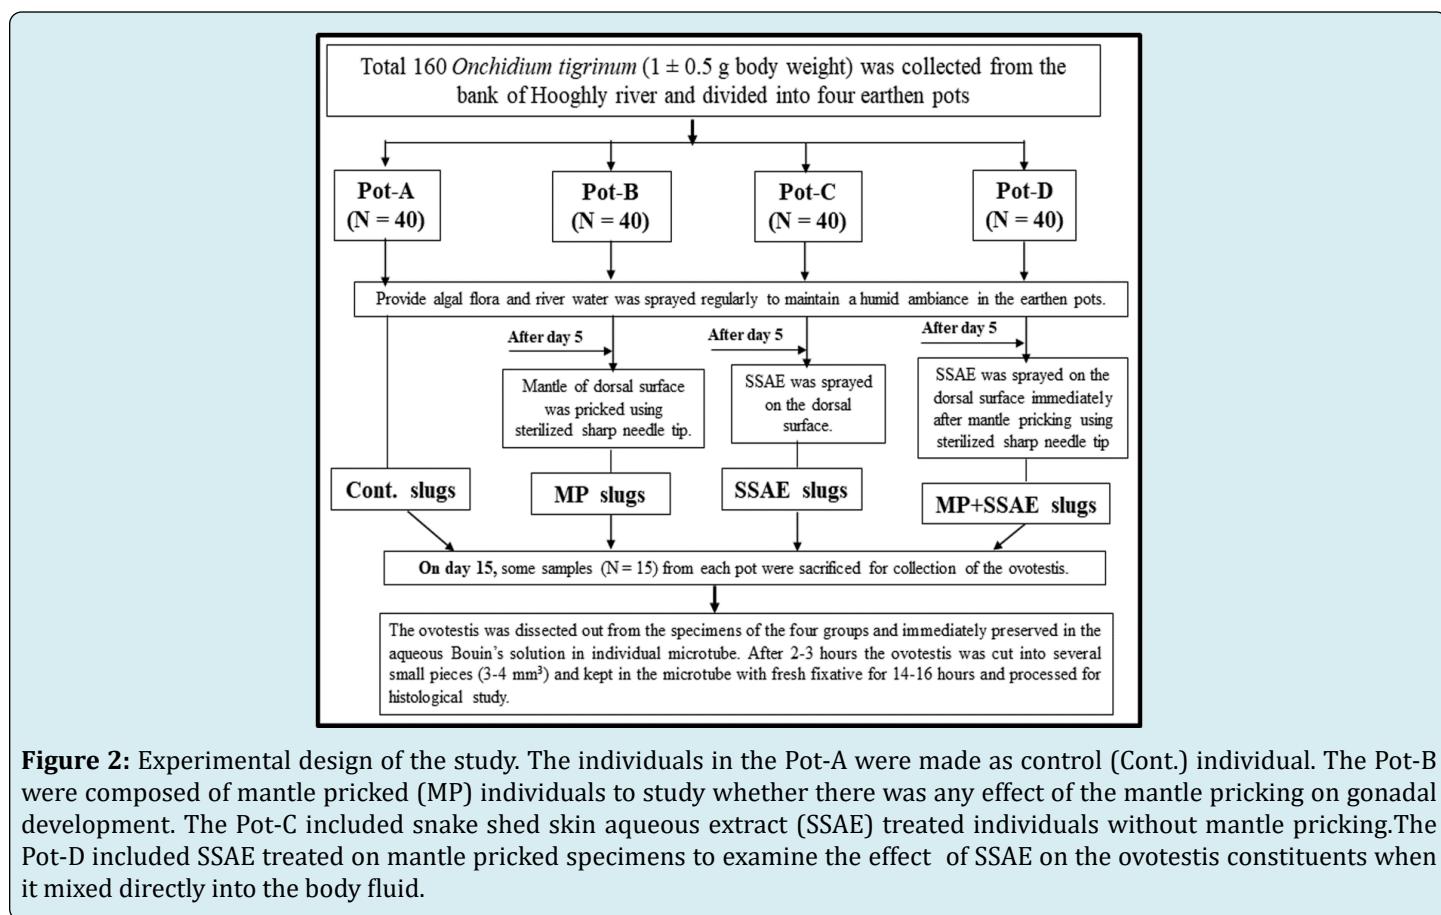 Total 160 Onchidium tigrinum (1 ± 0.5 g body weight) was collected from the
bank of Hooghly river and divided into four earthen pots
Pot-A
(N = 40)
Pot-B
(N = 40)
Pot-C
(N = 40)
Pot-D
(N = 40)
Provide algal flora and river water was sprayed regularly to maintain a humid ambiance in the earthen pots.
After day 5
After day 5
After day 5
Mantle of dorsal surface
was pricked using
sterilized sharp needle tip.
SSAE was sprayed
on the dorsal
surface.
SSAE was sprayed on the
dorsal surface immediately
after mantle pricking using
sterilized sharp needle tip
Cont. slugs
MP slugs
SSAE slugs
MP+SSAE slugs
On day 15, some samples (N = 15) from each pot were sacrificed for collection of the ovotestis.
The ovotestis was dissected out from the specimens of the four groups and immediately preserved in the
aqueous Bouin's solution in individual microtube. After 2-3 hours the ovotestis was cut into several
small pieces (3-4 mm³) and kept in the microtube with fresh fixative for 14-16 hours and processed for
histological study.
Figure 2: Experimental design of the study. The individuals in the Pot-A were made as control (Cont.) individual. The Pot-B
were composed of mantle pricked (MP) individuals to study whether there was any effect of the mantle pricking on gonadal
development. The Pot-C included snake shed skin aqueous extract (SSAE) treated individuals without mantle pricking.The
Pot-D included SSAE treated on mantle pricked specimens to examine the effect of SSAE on the ovotestis constituents when
it mixed directly into the body fluid.